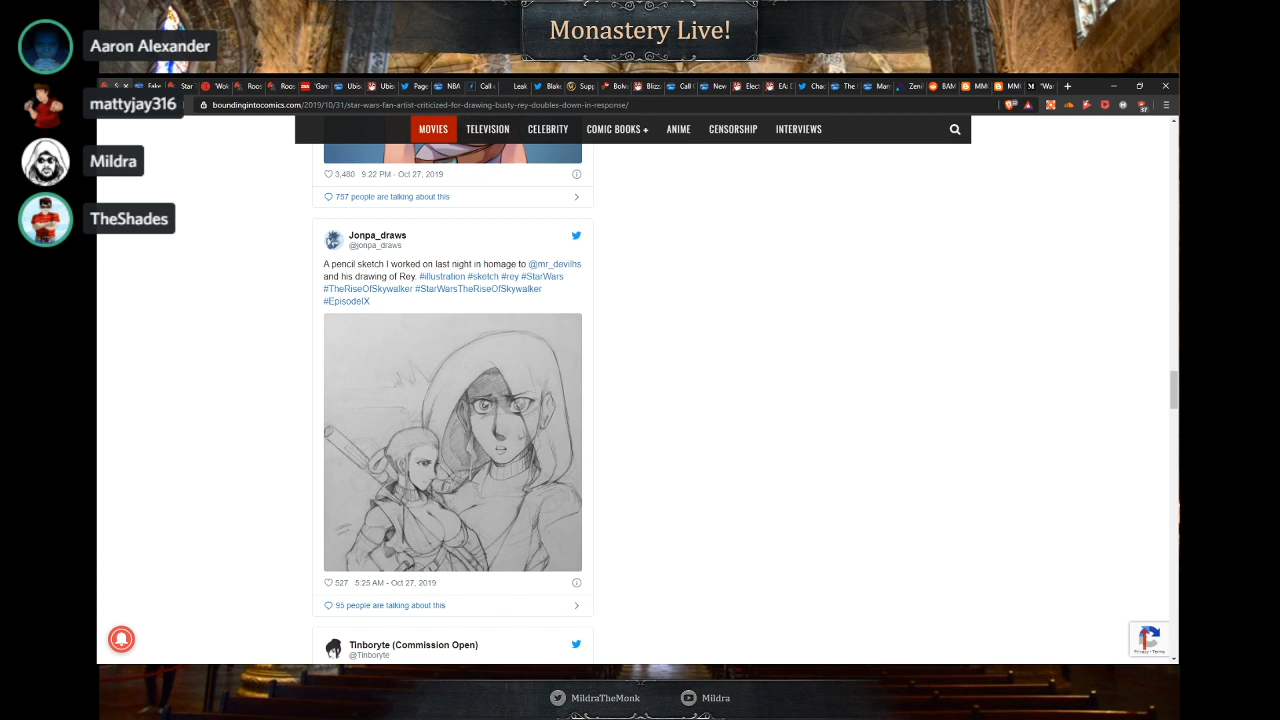 Monastery Live!
Aaron Alexander
mattyjay316
Mildra
TheShades
boundingintocomics.com/2019/10/31/star-wars-fan-artist-criticized-for-drawing-busty-rey-doubles-down-in-response/
MOVIES TELEVISION CELEBRITY COMIC BOOKS + ANIME CENSORSHIP INTERVIEWS
3,480 9:22 PM - Oct 27, 2019
757 people are talking about this
Jonpa_draws
@jonpa_draws
A pencil sketch I worked on last night in homage to @mr_devilhs
and his drawing of Rey. #illustration #sketch #rey #StarWars
#TheRiseOfSkywalker #StarWarsTheRiseOfSkywalker
#EpisodeIX
527 5:25 AM - Oct 27, 2019
95 people are talking about this
Tinboryte (Commission Open)
@Tinboryte
Privacy - Terms
MildraTheMonk Mildra